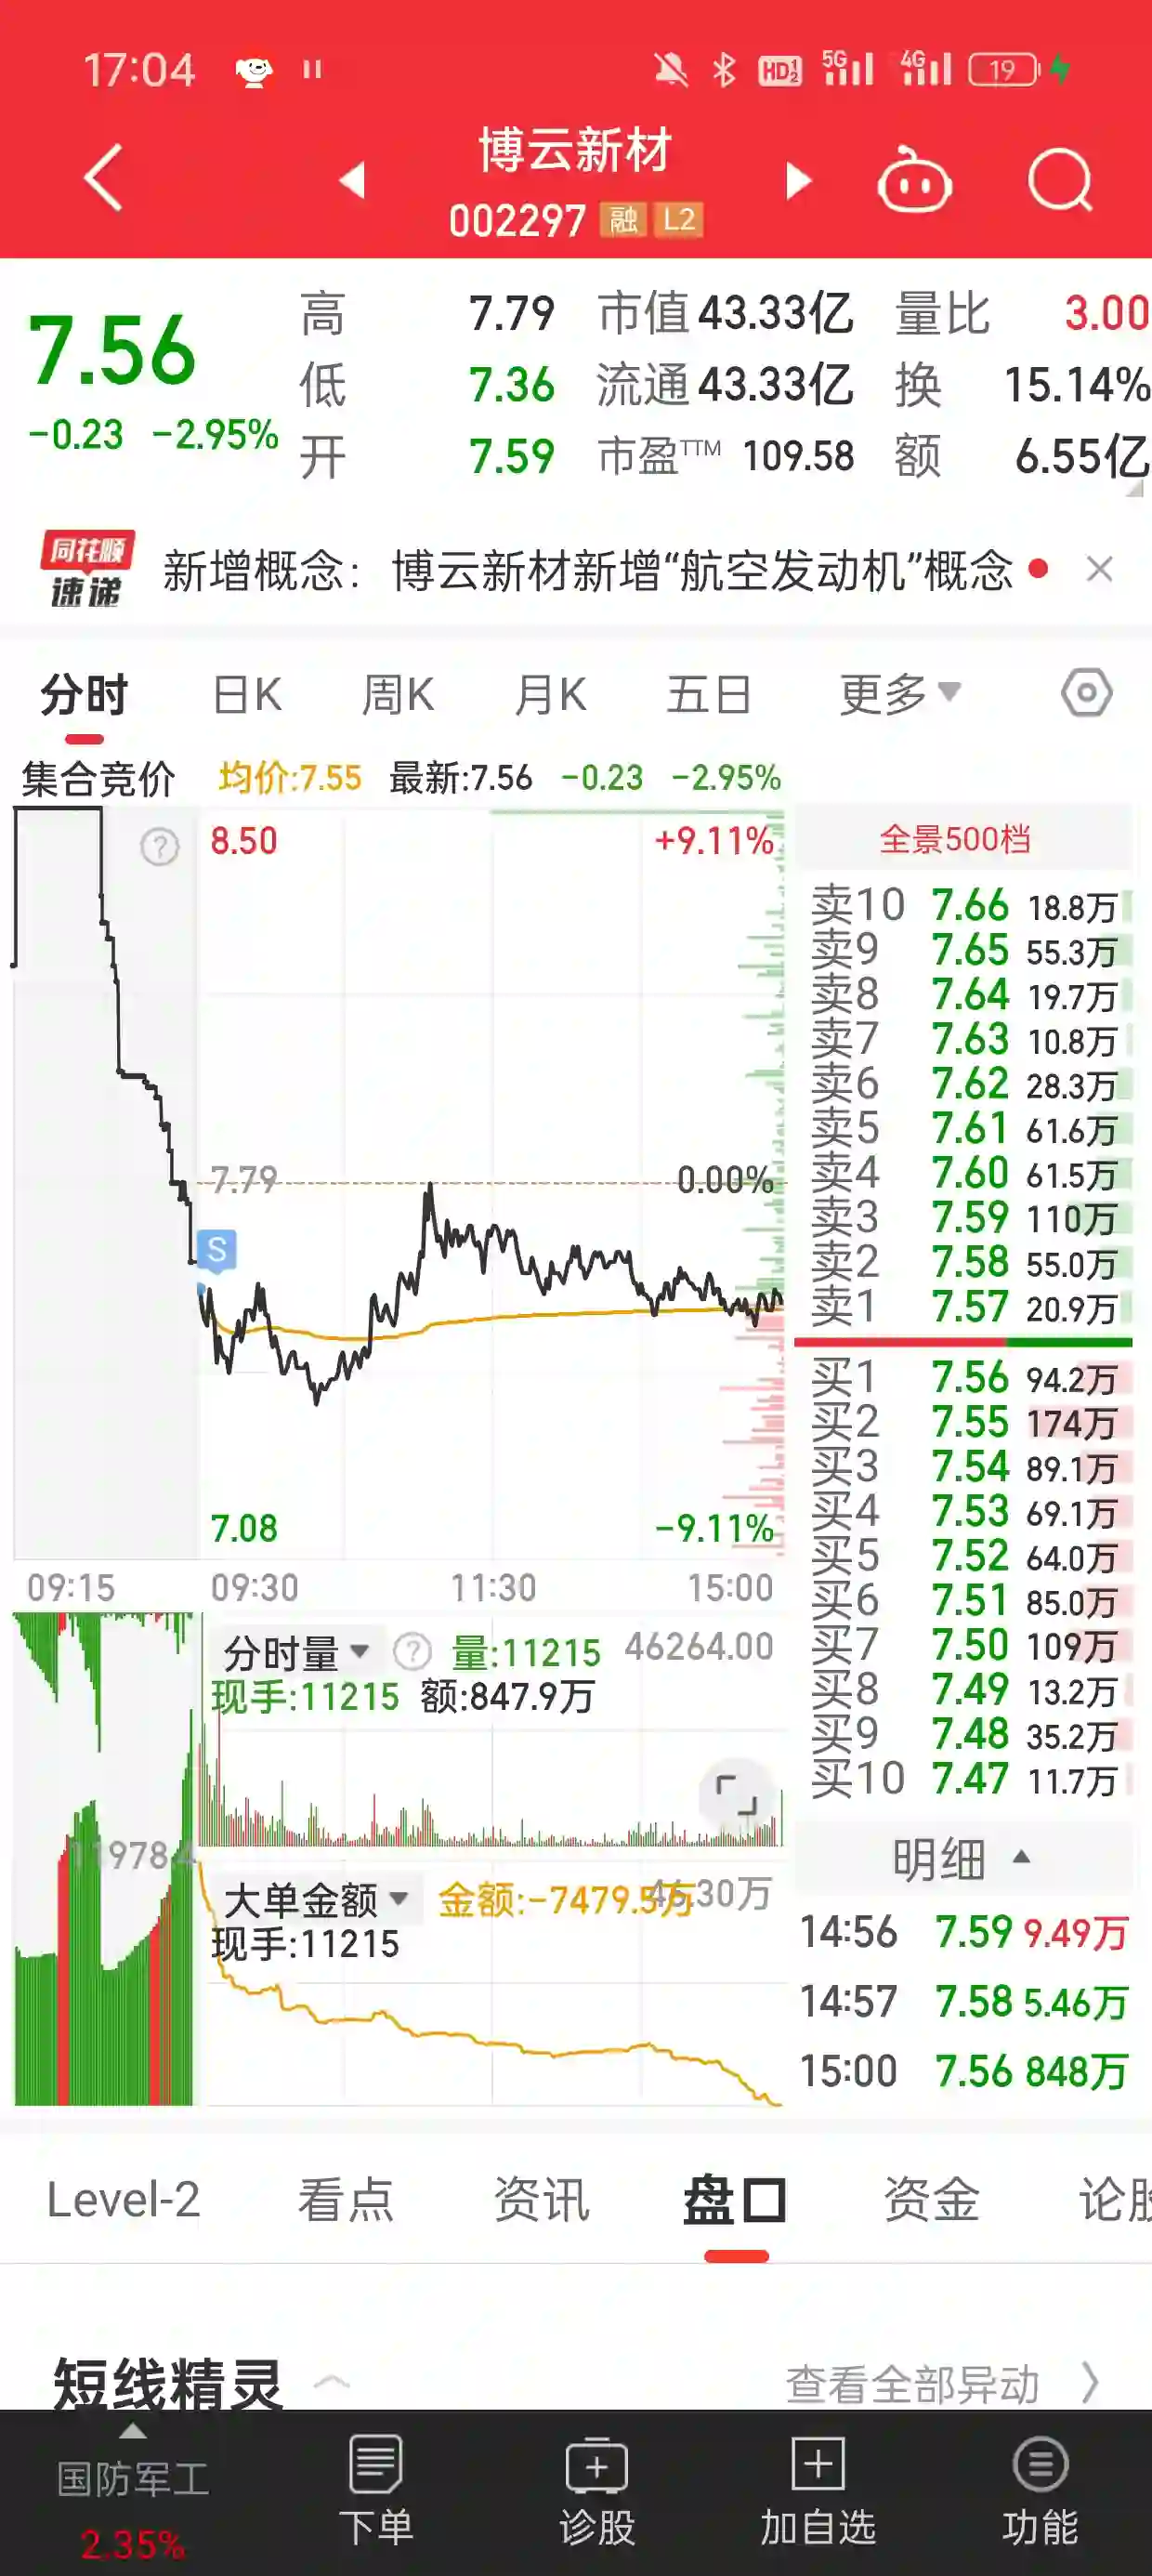 17:04
HD 1 2 5G 4G 19
博云新材
002297 融 L2
7.56
-0.23 -2.95%
高 7.79 市值 43.33亿 量比 3.00
低 7.36 流通 43.33亿 换 15.14%
开 7.59 市盈TTM 109.58 额 6.55亿
同花顺
速递
新增概念：博云新材新增“航空发动机”概念
分时 日K 周K 月K 五日 更多
集合竞价 均价:7.55 最新:7.56 -0.23 -2.95%
8.50 +9.11%
7.79 0.00%
S
7.08 -9.11%
09:15 09:30 11:30 15:00
全景500档
卖10 7.66 18.8万
卖9 7.65 55.3万
卖8 7.64 19.7万
卖7 7.63 10.8万
卖6 7.62 28.3万
卖5 7.61 61.6万
卖4 7.60 61.5万
卖3 7.59 110万
卖2 7.58 55.0万
卖1 7.57 20.9万
买1 7.56 94.2万
买2 7.55 174万
买3 7.54 89.1万
买4 7.53 69.1万
买5 7.52 64.0万
买6 7.51 85.0万
买7 7.50 109万
买8 7.49 13.2万
买9 7.48 35.2万
买10 7.47 11.7万
分时量 ? 量:11215 46264.00
现手:11215 额:847.9万
大单金额 金额:-7479.5万
现手:11215
明细
14:56 7.59 9.49万
14:57 7.58 5.46万
15:00 7.56 848万
Level-2 看点 资讯 盘口 资金
短线精灵 查看全部异动
国防军工
2.35%
下单 诊股 加自选 功能